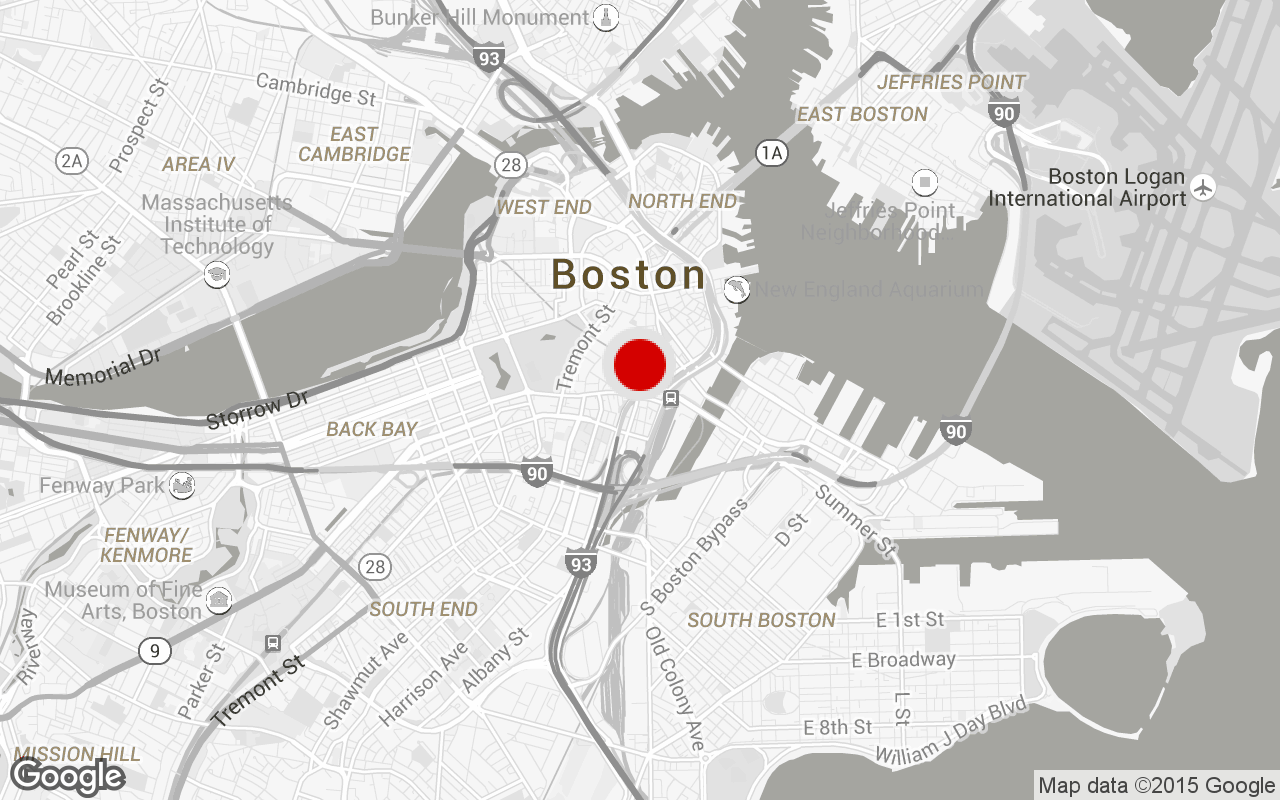 Bunker Hill Monument
93
Cambridge St
JEFFRIES POINT
90
EAST BOSTON
Prospect St
2A
AREA IV
EAST
CAMBRIDGE
28
1A
Boston Logan
International Airport
Massachusetts
Institute of
Technology
WEST END
NORTH END
Jeffries Point
Neighborhood
Pearl St
Brookline St
Boston
New England Aquarium
Tremont St
Memorial Dr
Storrow Dr
BACK BAY
90
90
Fenway Park
Summer St
S Boston Bypass
D St
FENWAY/
KENMORE
28
93
Museum of Fine
Arts, Boston
SOUTH END
SOUTH BOSTON
E 1st St
Riverway
9
Parker St
Tremont St
Shawmut Ave
Harrison Ave
Albany St
Old Colony Ave
E Broadway
L St
E 8th St
William J Day Blvd
MISSION HILL
Google
Map data ©2015 Google